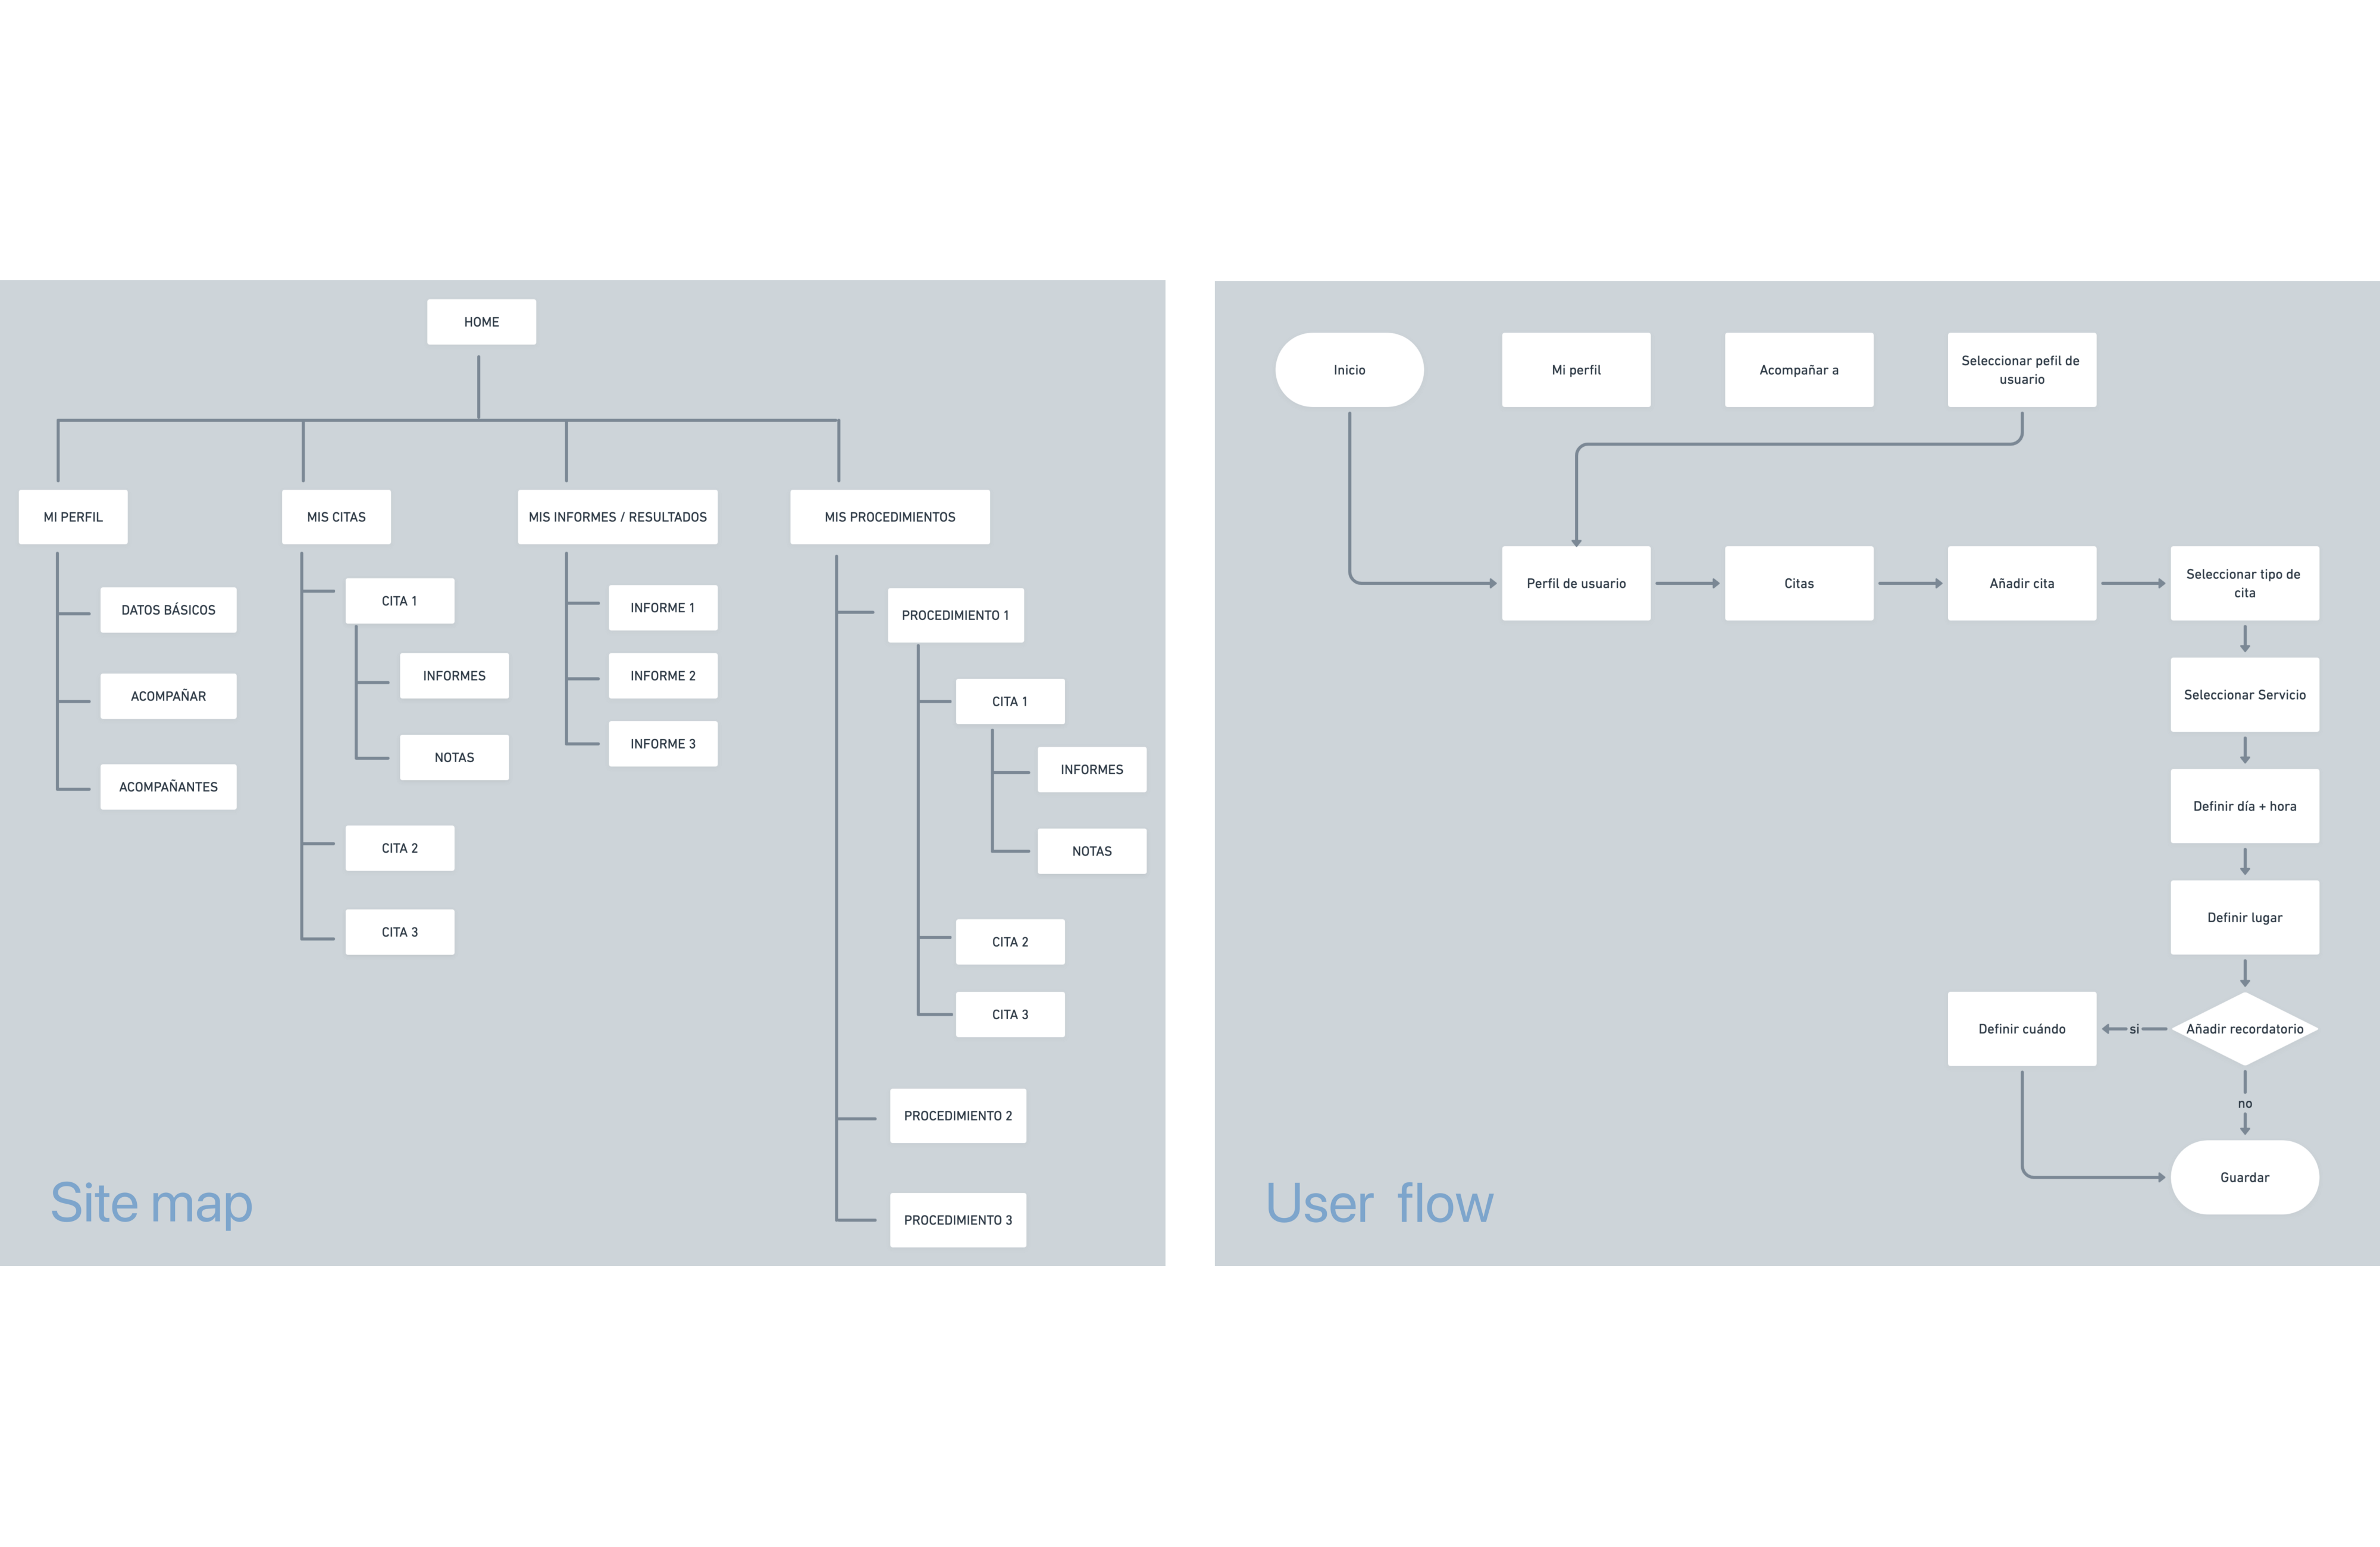 HOME
MI PERFIL
DATOS BÁSICOS
ACOMPAÑAR
ACOMPAÑANTES
MIS CITAS
CITA 1
INFORMES
NOTAS
CITA 2
CITA 3
MIS INFORMES / RESULTADOS
INFORME 1
INFORME 2
INFORME 3
MIS PROCEDIMIENTOS
PROCEDIMIENTO 1
CITA 1
INFORMES
NOTAS
CITA 2
CITA 3
PROCEDIMIENTO 2
PROCEDIMIENTO 3
Site map
Inicio
Mi perfil
Acompañar a
Seleccionar pefil de
usuario
Perfil de usuario
Citas
Añadir cita
Seleccionar tipo de
cita
Seleccionar Servicio
Definir día + hora
Definir lugar
Añadir recordatorio
si
Definir cuándo
no
Guardar
User flow